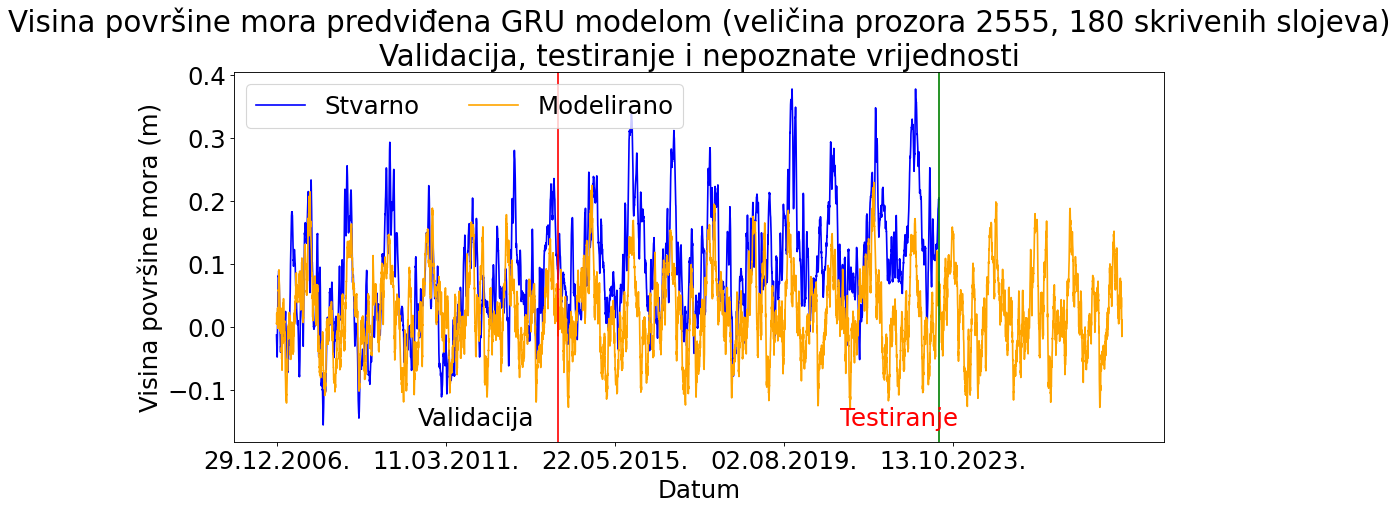 Visina površine mora predviđena GRU modelom (veličina prozora 2555, 180 skrivenih slojeva)
Validacija, testiranje i nepoznate vrijednosti
Stvarno
Modelirano
Visina površine mora (m)
0.4
0.3
0.2
0.1
0.0
−0.1
Validacija
Testiranje
29.12.2006.
11.03.2011.
22.05.2015.
02.08.2019.
13.10.2023.
Datum